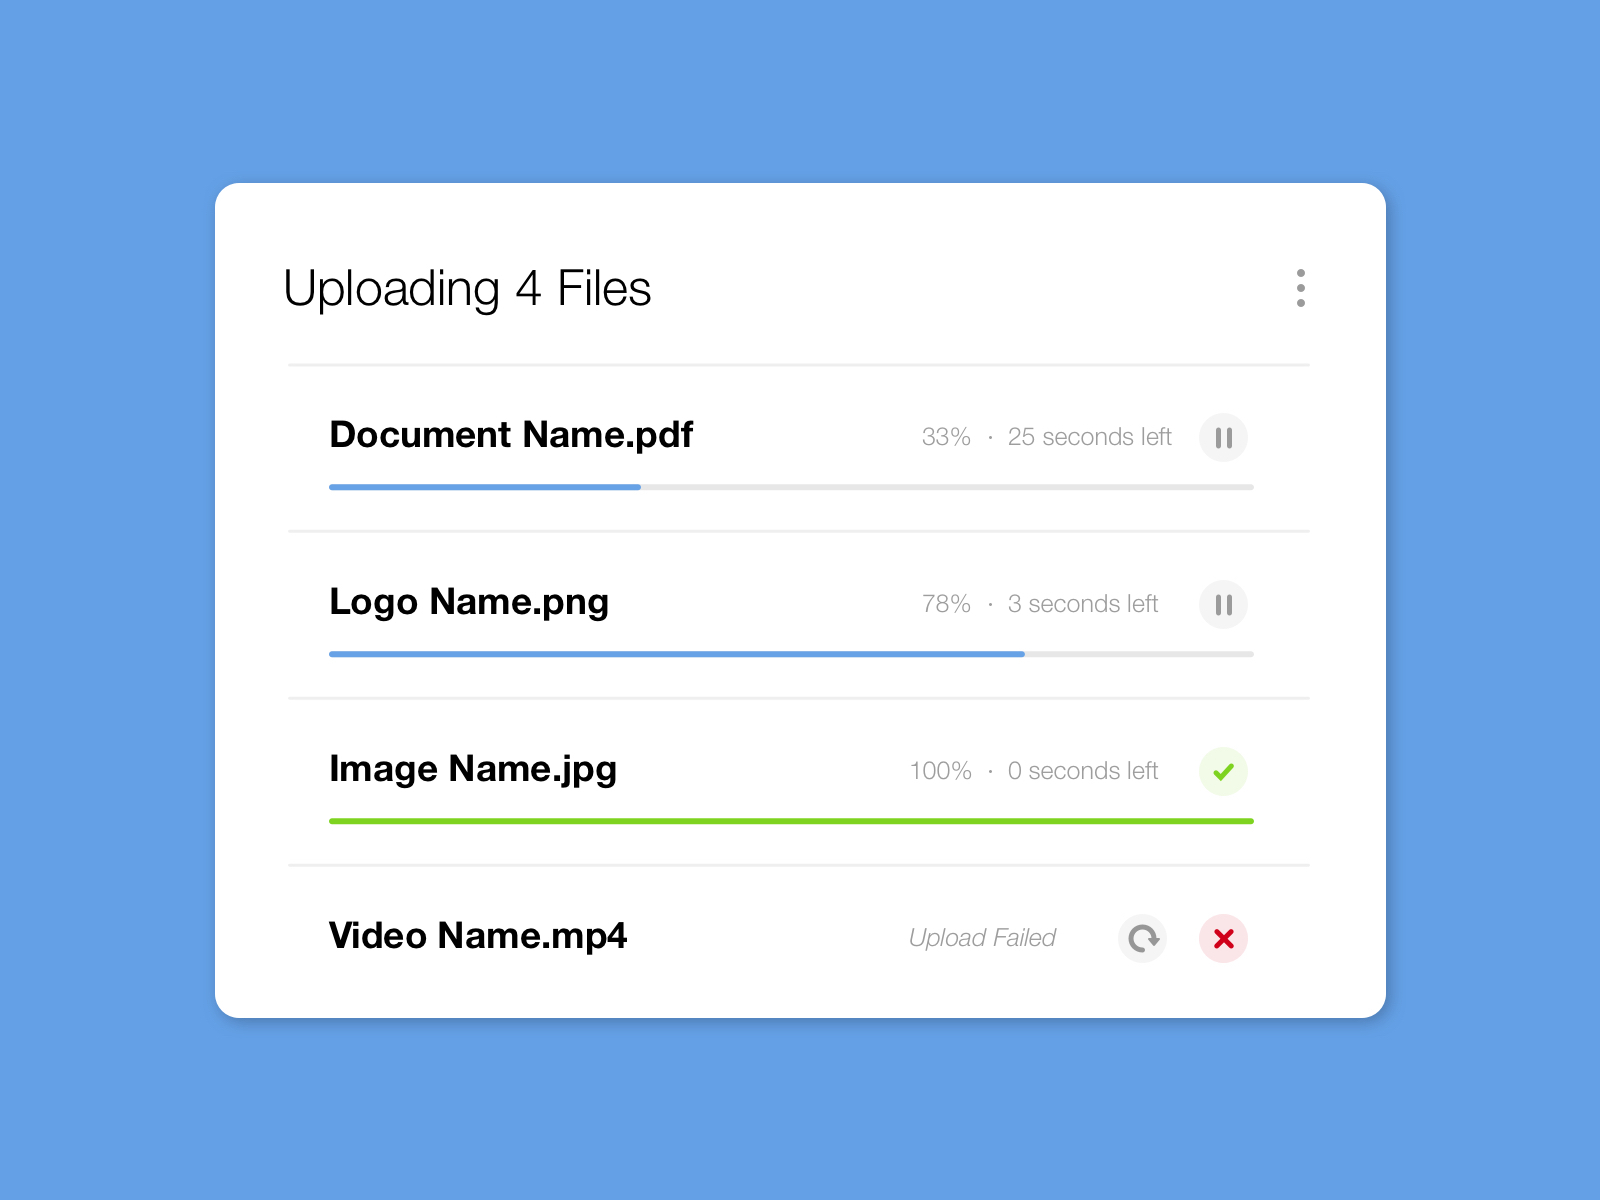 Uploading 4 Files
Document Name.pdf 33% · 25 seconds left
Logo Name.png 78% · 3 seconds left
Image Name.jpg 100% · 0 seconds left
Video Name.mp4 Upload Failed